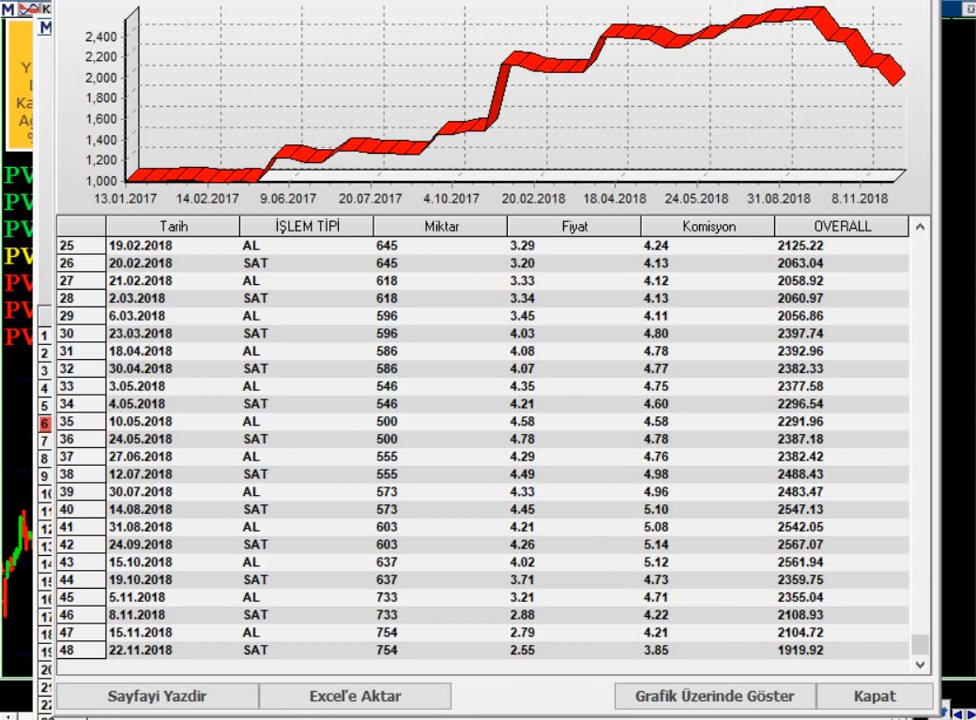 M K
M
Y
Ka
PV
PV
PV
PV
PV
PV
PV
2,400
2,200
2,000
1,800
1,600
1,400
1,200
1,000
13.01.2017 14.02.2017 9.06.2017 20.07.2017 4.10.2017 20.02.2018 18.04.2018 24.05.2018 31.08.2018 8.11.2018
Tarih İŞLEM TİPİ Miktar Fiyat Komisyon OVERALL
25 19.02.2018 AL 645 3.29 4.24 2125.22
26 20.02.2018 SAT 645 3.20 4.13 2063.04
27 21.02.2018 AL 618 3.33 4.12 2058.92
28 2.03.2018 SAT 618 3.34 4.13 2060.97
29 6.03.2018 AL 596 3.45 4.11 2056.86
30 23.03.2018 SAT 596 4.03 4.80 2397.74
31 18.04.2018 AL 586 4.08 4.78 2392.96
32 30.04.2018 SAT 586 4.07 4.77 2382.33
33 3.05.2018 AL 546 4.35 4.75 2377.58
34 4.05.2018 SAT 546 4.21 4.60 2296.54
35 10.05.2018 AL 500 4.58 4.58 2291.96
36 24.05.2018 SAT 500 4.78 4.78 2387.18
37 27.06.2018 AL 555 4.29 4.76 2382.42
38 12.07.2018 SAT 555 4.49 4.98 2488.43
39 30.07.2018 AL 573 4.33 4.96 2483.47
40 14.08.2018 SAT 573 4.45 5.10 2547.13
41 31.08.2018 AL 603 4.21 5.08 2542.05
42 24.09.2018 SAT 603 4.26 5.14 2567.07
43 15.10.2018 AL 637 4.02 5.12 2561.94
44 19.10.2018 SAT 637 3.71 4.73 2359.75
45 5.11.2018 AL 733 3.21 4.71 2355.04
46 8.11.2018 SAT 733 2.88 4.22 2108.93
47 15.11.2018 AL 754 2.79 4.21 2104.72
48 22.11.2018 SAT 754 2.55 3.85 1919.92
1
2
3
4
5
6
7
8
9
Sayfayi Yazdir Excel'e Aktar Grafik Üzerinde Göster Kapat